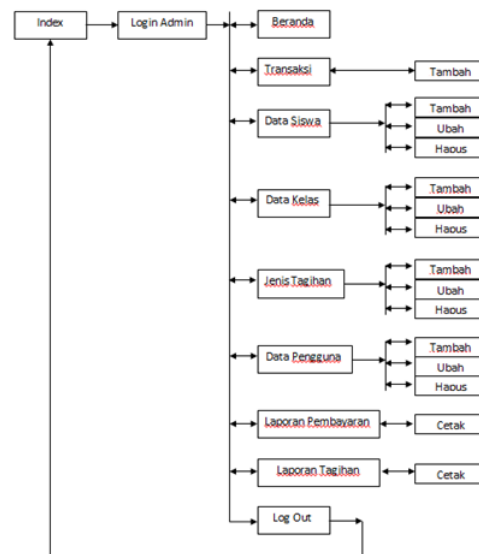 Index
Login Admin
Beranda
Transaksi
Tambah
Data Siswa
Tambah
Ubah
Hapus
Data Kelas
Tambah
Ubah
Hapus
Jenis Tagihan
Tambah
Ubah
Hapus
Data Pengguna
Tambah
Ubah
Hapus
Laporan Pembayaran
Cetak
Laporan Tagihan
Cetak
Log Out